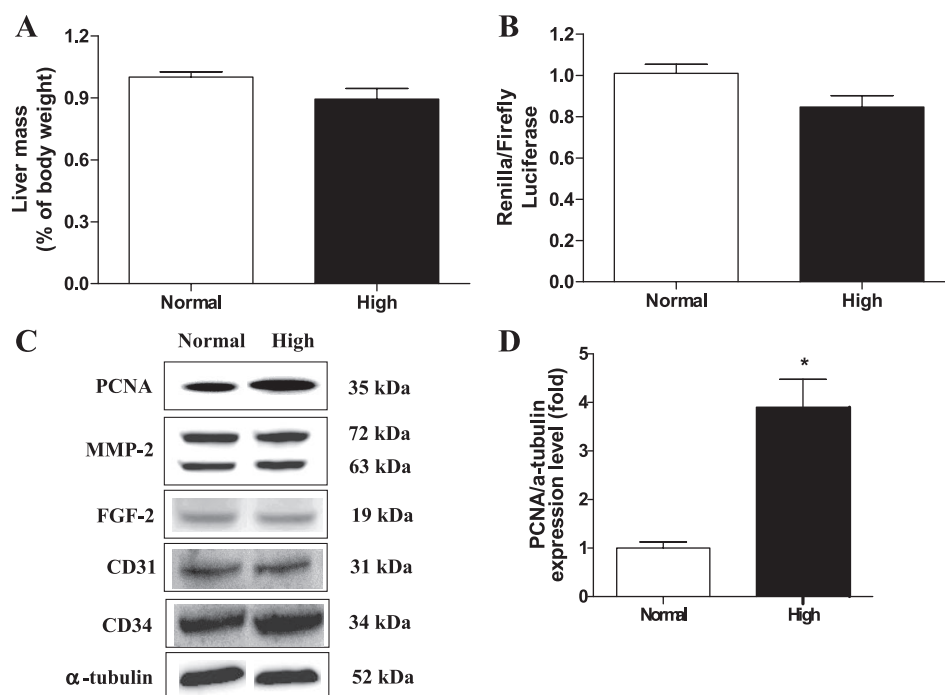 A
Liver mass
(% of body weight)
1.2
0.9
0.6
0.3
0.0
Normal
High
B
Renilla/Firefly
Luciferase
1.2
1.0
0.8
0.6
0.4
0.2
0.0
Normal
High
C
Normal High
PCNA 35 kDa
MMP-2 72 kDa
63 kDa
FGF-2 19 kDa
CD31 31 kDa
CD34 34 kDa
α-tubulin 52 kDa
D
PCNA/a-tubulin
expression level (fold)
5
4
3
2
1
0
*
Normal
High